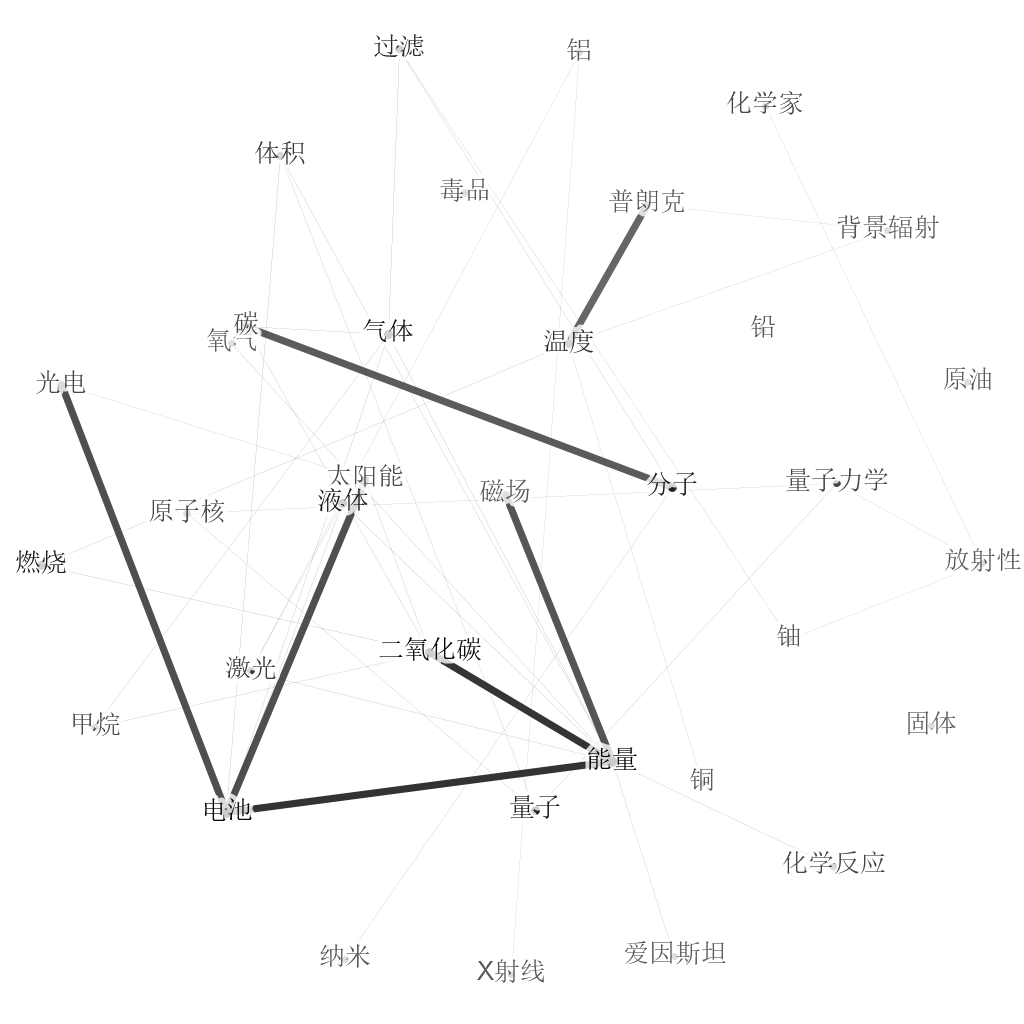 过滤
铝
化学家
体积
毒品
普朗克
背景辐射
碳
气体
铅
氧气
温度
光电
原油
太阳能
分子
量子力学
液体
磁场
原子核
燃烧
放射性
铀
二氧化碳
激光
甲烷
固体
能量
铜
电池
量子
化学反应
纳米
X射线
爱因斯坦